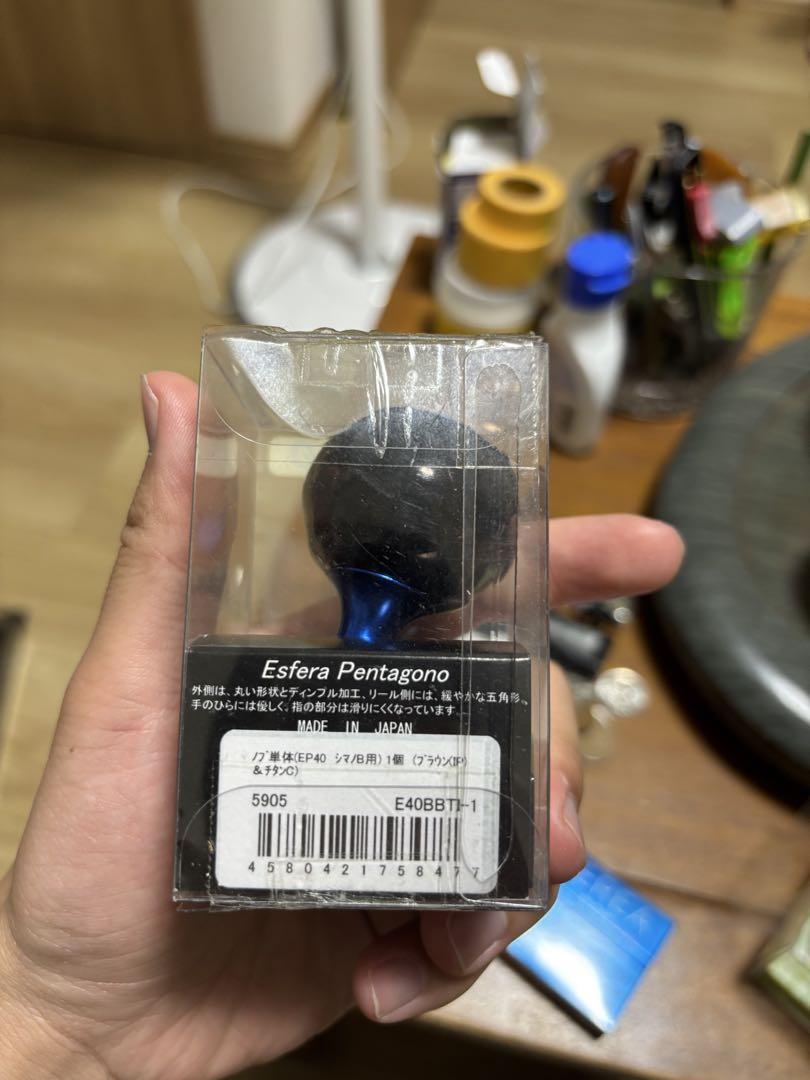 Esfera Pentagono
外側は、丸い形状とディンプル加工、リール側には、緩やかな五角形。
手のひらには優しく、指の部分は滑りにくくなっています。
MADE IN JAPAN
ﾉﾌﾞ単体(EP40 ｼﾏﾉB用)1個 (ﾌﾞﾗｳﾝ(IP)
&ﾁﾀﾝC)
5905 E40BBTI-1
4580421758477